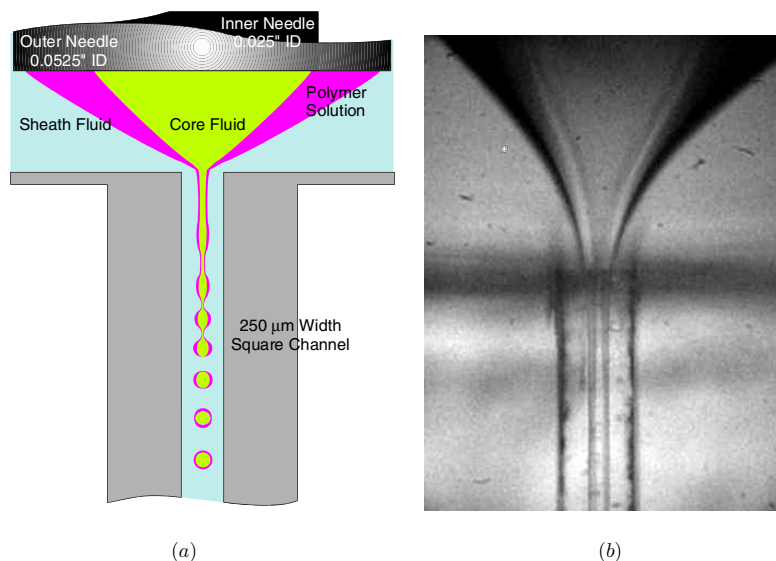 Inner Needle
0.025" ID
Outer Needle
0.0525" ID
Polymer
Solution
Sheath Fluid
Core Fluid
250 μm Width
Square Channel
(a)
(b)